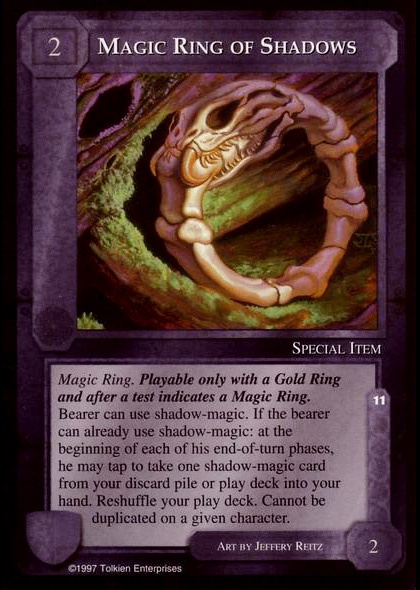 2
MAGIC RING OF SHADOWS
SPECIAL ITEM
Magic Ring. Playable only with a Gold Ring
and after a test indicates a Magic Ring.
Bearer can use shadow-magic. If the bearer
can already use shadow-magic: at the
beginning of each of his end-of-turn phases,
he may tap to take one shadow-magic card
from your discard pile or play deck into your
hand. Reshuffle your play deck. Cannot be
duplicated on a given character.
11
ART BY JEFFERY REITZ
2
©1997 Tolkien Enterprises